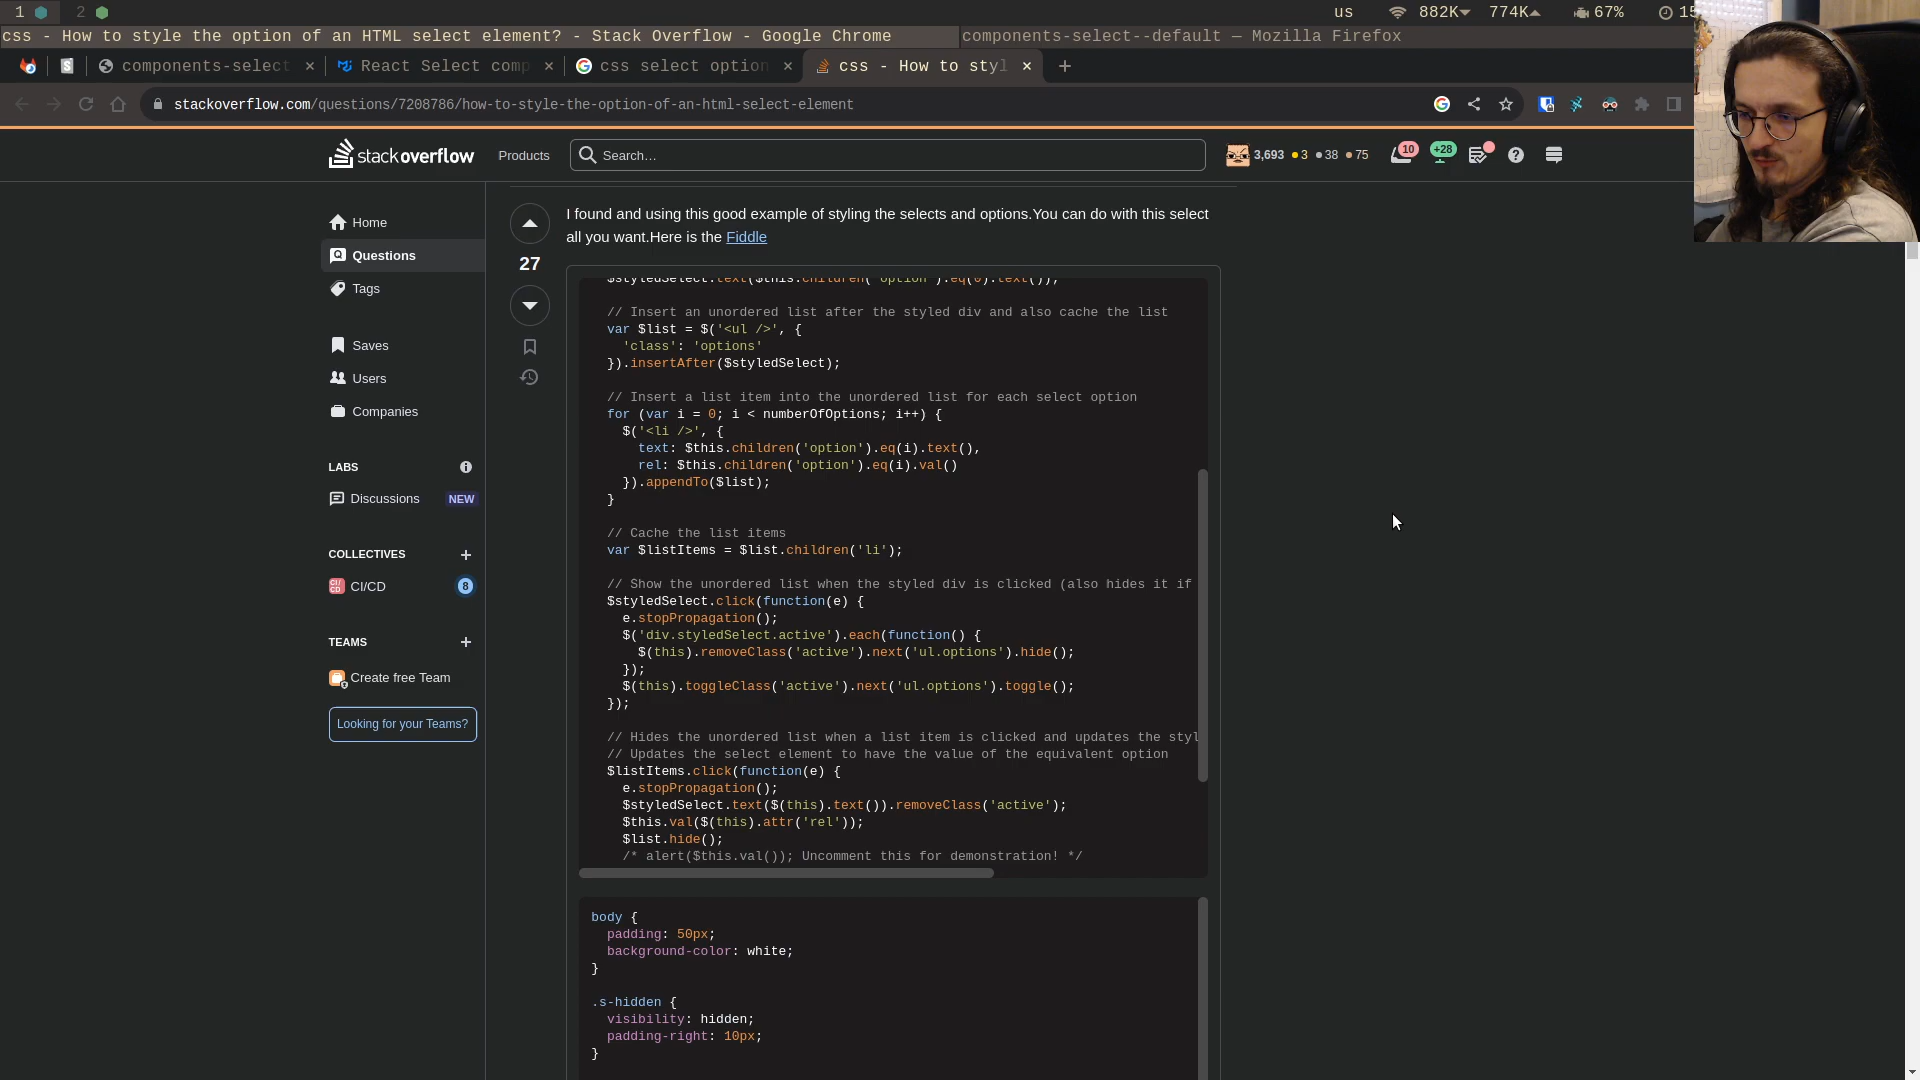 1 2 us 882K 774K 67% 15
css - How to style the option of an HTML select element? - Stack Overflow - Google Chrome
components-select--default — Mozilla Firefox
components-select × React Select comp × css select option × css - How to styl × +
stackoverflow.com/questions/7208786/how-to-style-the-option-of-an-html-select-element
stackoverflow Products Search… 3,693 3 38 75 10 +28
Home
Questions
Tags
Saves
Users
Companies
LABS
Discussions NEW
COLLECTIVES +
CI/CD 8
TEAMS +
Create free Team
Looking for your Teams?
27
I found and using this good example of styling the selects and options.You can do with this select
all you want.Here is the Fiddle
$styledSelect.text($this.children('option').eq(0).text());
// Insert an unordered list after the styled div and also cache the list
var $list = $('<ul />', {
'class': 'options'
}).insertAfter($styledSelect);
// Insert a list item into the unordered list for each select option
for (var i = 0; i < numberOfOptions; i++) {
$('<li />', {
text: $this.children('option').eq(i).text(),
rel: $this.children('option').eq(i).val()
}).appendTo($list);
}
// Cache the list items
var $listItems = $list.children('li');
// Show the unordered list when the styled div is clicked (also hides it if
$styledSelect.click(function(e) {
e.stopPropagation();
$('div.styledSelect.active').each(function() {
$(this).removeClass('active').next('ul.options').hide();
});
$(this).toggleClass('active').next('ul.options').toggle();
});
// Hides the unordered list when a list item is clicked and updates the styl
// Updates the select element to have the value of the equivalent option
$listItems.click(function(e) {
e.stopPropagation();
$styledSelect.text($(this).text()).removeClass('active');
$this.val($(this).attr('rel'));
$list.hide();
/* alert($this.val()); Uncomment this for demonstration! */
body {
padding: 50px;
background-color: white;
}
.s-hidden {
visibility: hidden;
padding-right: 10px;
}